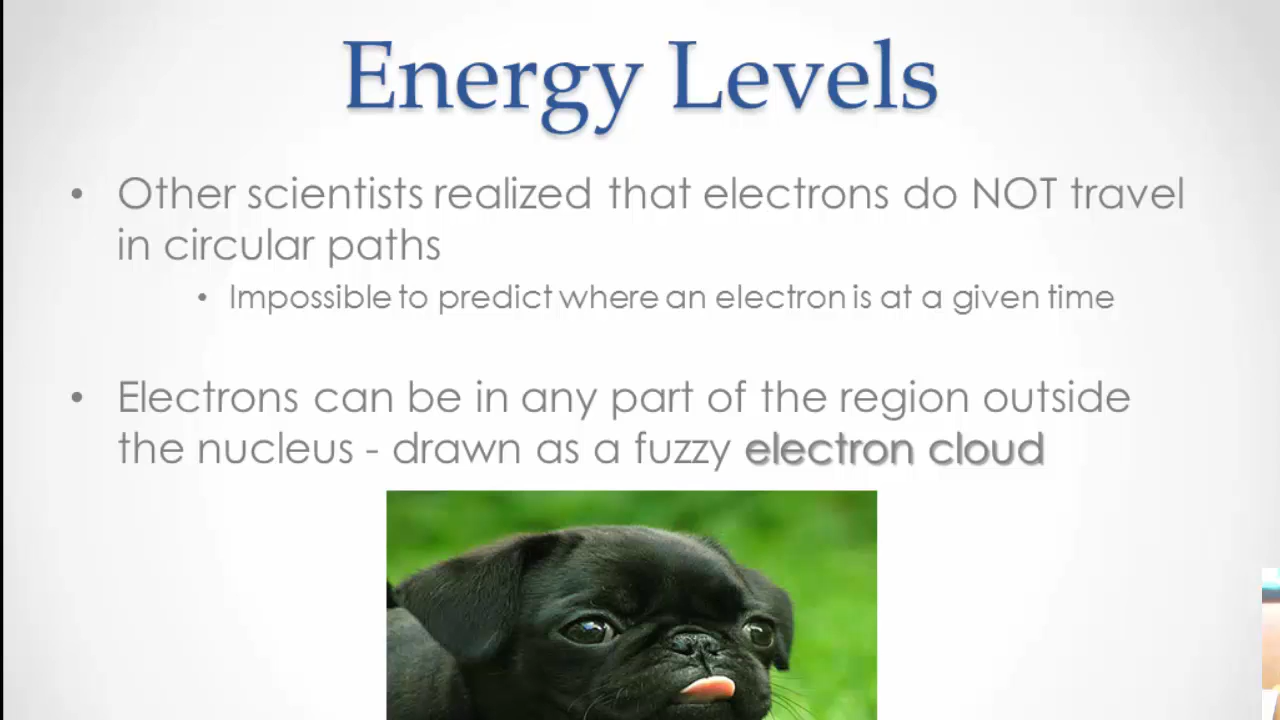 Energy Levels
• Other scientists realized that electrons do NOT travel
in circular paths
• Impossible to predict where an electron is at a given time
• Electrons can be in any part of the region outside
the nucleus - drawn as a fuzzy electron cloud